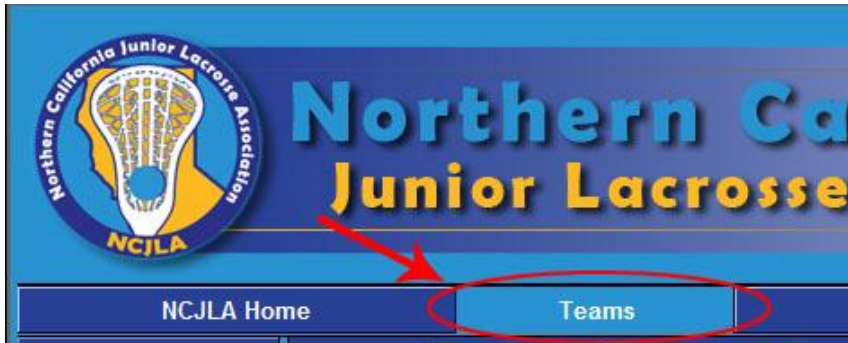 Northern California Junior Lacrosse Association
NCJLA
Northern Ca
Junior Lacrosse
NCJLA Home
Teams